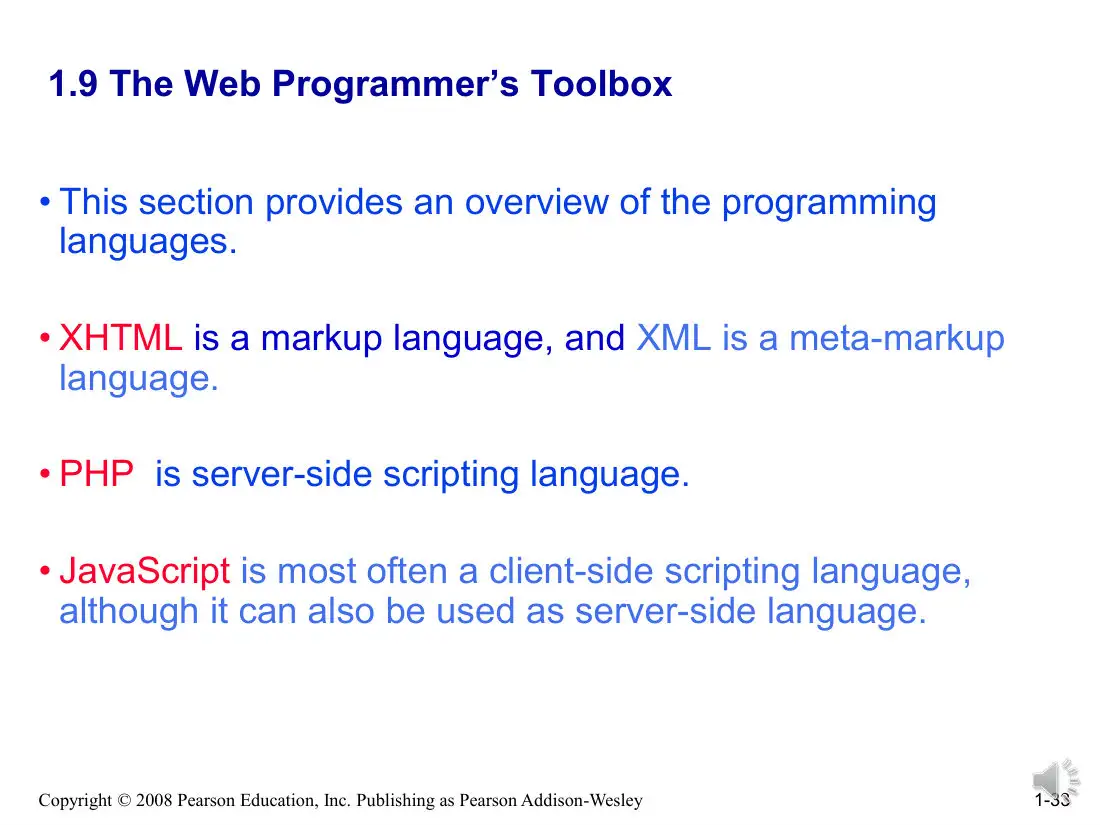 1.9 The Web Programmer’s Toolbox
• This section provides an overview of the programming
languages.
• XHTML is a markup language, and XML is a meta-markup
language.
• PHP  is server-side scripting language.
• JavaScript is most often a client-side scripting language,
although it can also be used as server-side language.
Copyright © 2008 Pearson Education, Inc. Publishing as Pearson Addison-Wesley
1-33